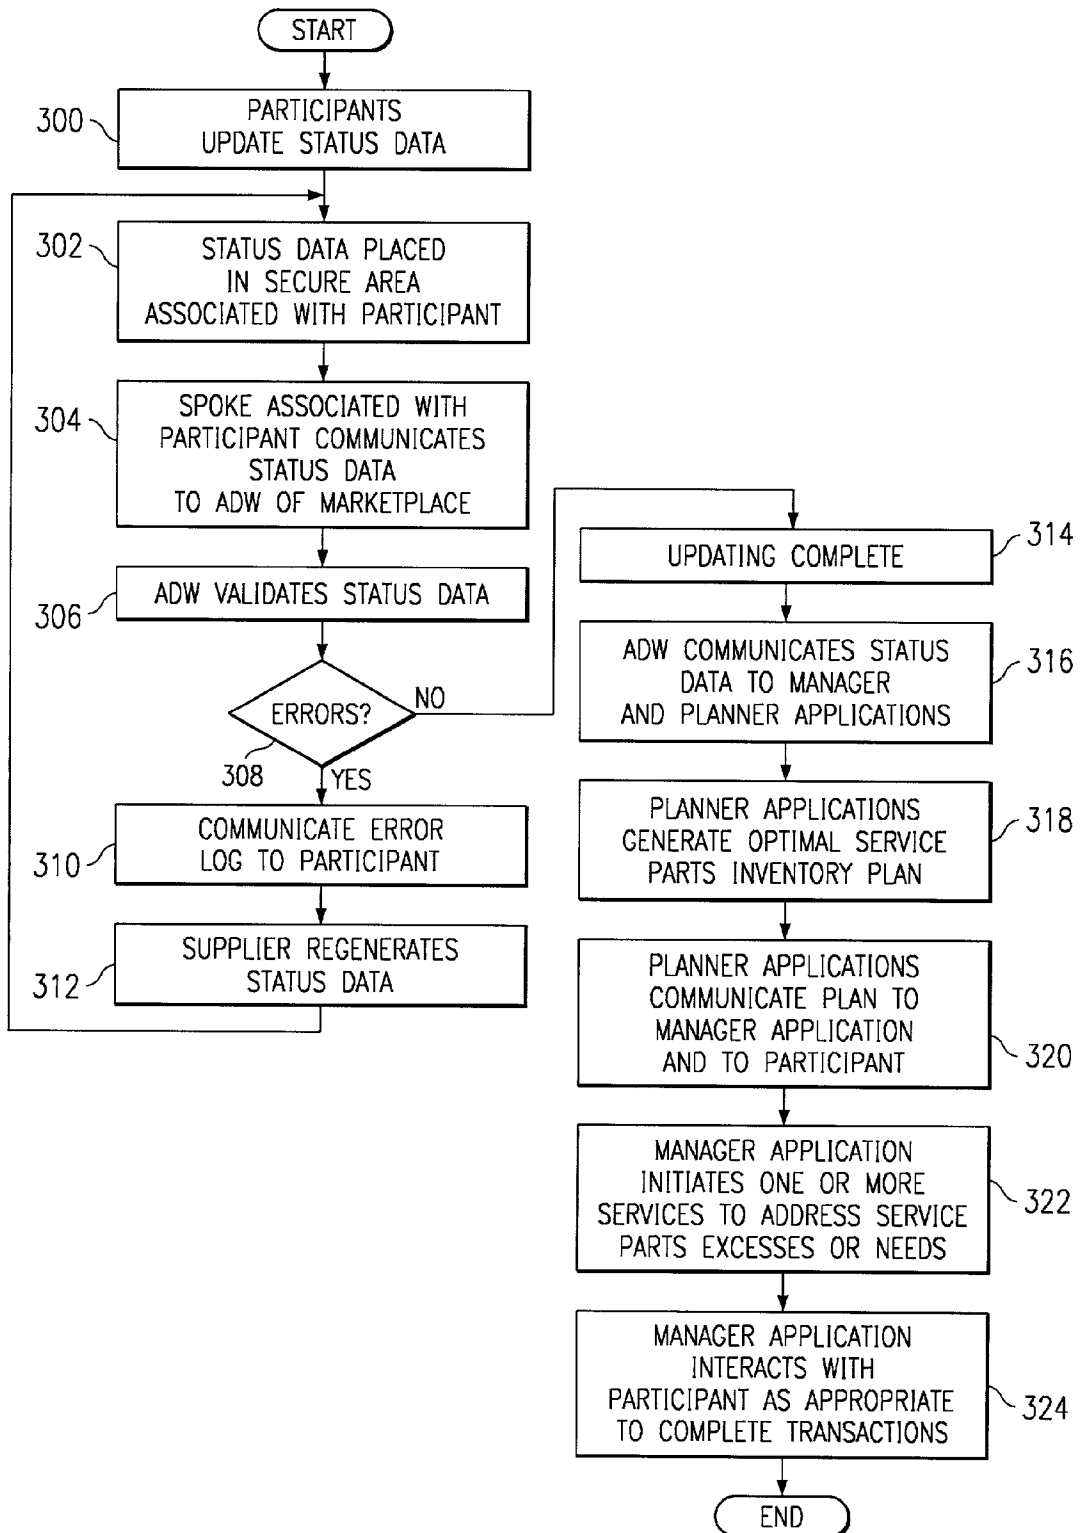 START
300
PARTICIPANTS
UPDATE STATUS DATA
302
STATUS DATA PLACED
IN SECURE AREA
ASSOCIATED WITH PARTICIPANT
304
SPOKE ASSOCIATED WITH
PARTICIPANT COMMUNICATES
STATUS DATA
TO ADW OF MARKETPLACE
306
ADW VALIDATES STATUS DATA
ERRORS?
NO
308
YES
310
COMMUNICATE ERROR
LOG TO PARTICIPANT
312
SUPPLIER REGENERATES
STATUS DATA
UPDATING COMPLETE
314
ADW COMMUNICATES STATUS
DATA TO MANAGER
AND PLANNER APPLICATIONS
316
PLANNER APPLICATIONS
GENERATE OPTIMAL SERVICE
PARTS INVENTORY PLAN
318
PLANNER APPLICATIONS
COMMUNICATE PLAN TO
MANAGER APPLICATION
AND TO PARTICIPANT
320
MANAGER APPLICATION
INITIATES ONE OR MORE
SERVICES TO ADDRESS SERVICE
PARTS EXCESSES OR NEEDS
322
MANAGER APPLICATION
INTERACTS WITH
PARTICIPANT AS APPROPRIATE
TO COMPLETE TRANSACTIONS
324
END